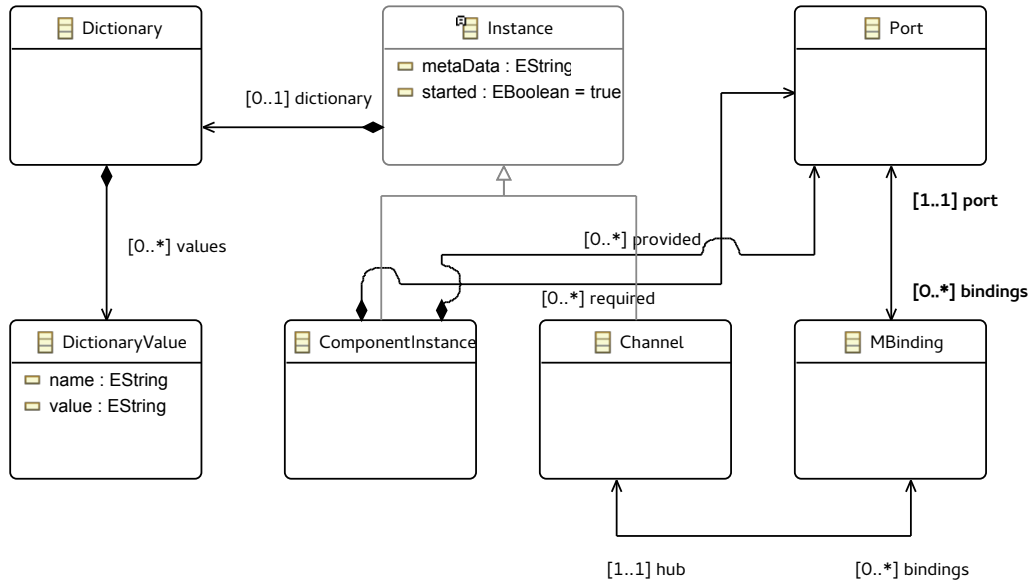 Dictionary
Instance
Port
metaData : EString
started : EBoolean = true
[0..1] dictionary
[1..1] port
[0..*] values
[0..*] provided
[0..*] required
[0..*] bindings
DictionaryValue
ComponentInstance
Channel
MBinding
name : EString
value : EString
[1..1] hub
[0..*] bindings